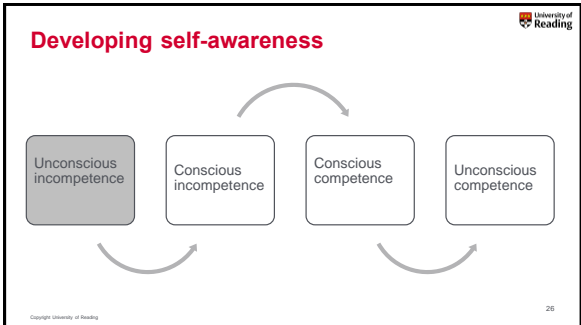 University of
Reading
Developing self-awareness
Unconscious
incompetence
Conscious
incompetence
Conscious
competence
Unconscious
competence
Copyright University of Reading
26